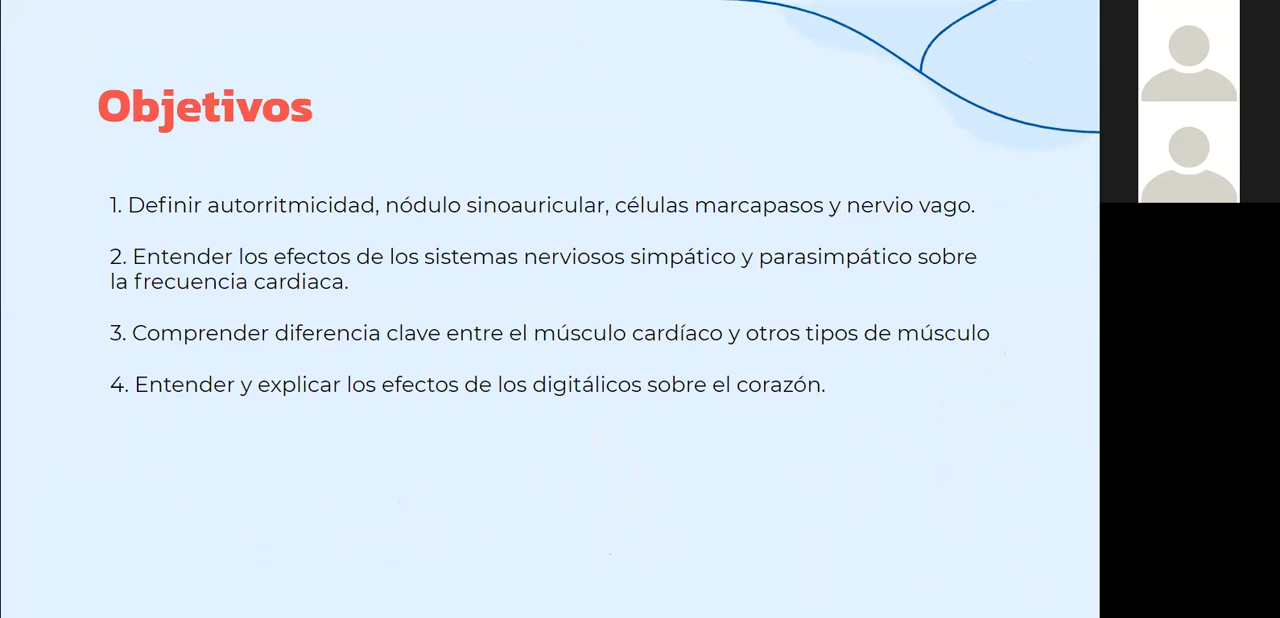 Objetivos
1. Definir autorritmicidad, nódulo sinoauricular, células marcapasos y nervio vago.
2. Entender los efectos de los sistemas nerviosos simpático y parasimpático sobre
la frecuencia cardiaca.
3. Comprender diferencia clave entre el músculo cardíaco y otros tipos de músculo
4. Entender y explicar los efectos de los digitálicos sobre el corazón.